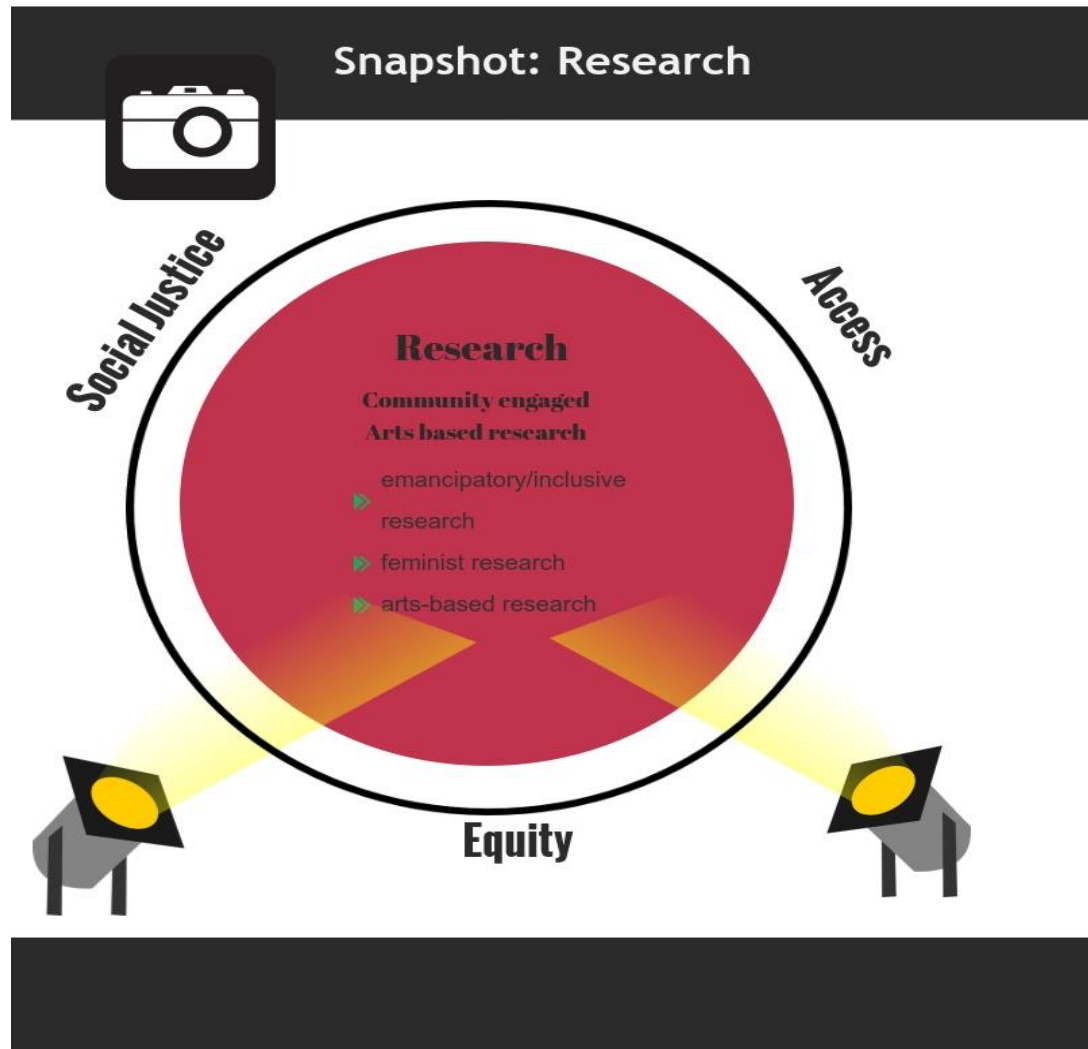 Snapshot: Research
Social Justice
Access
Research
Community engaged
Arts based research
emancipatory/inclusive
research
feminist research
arts-based research
Equity